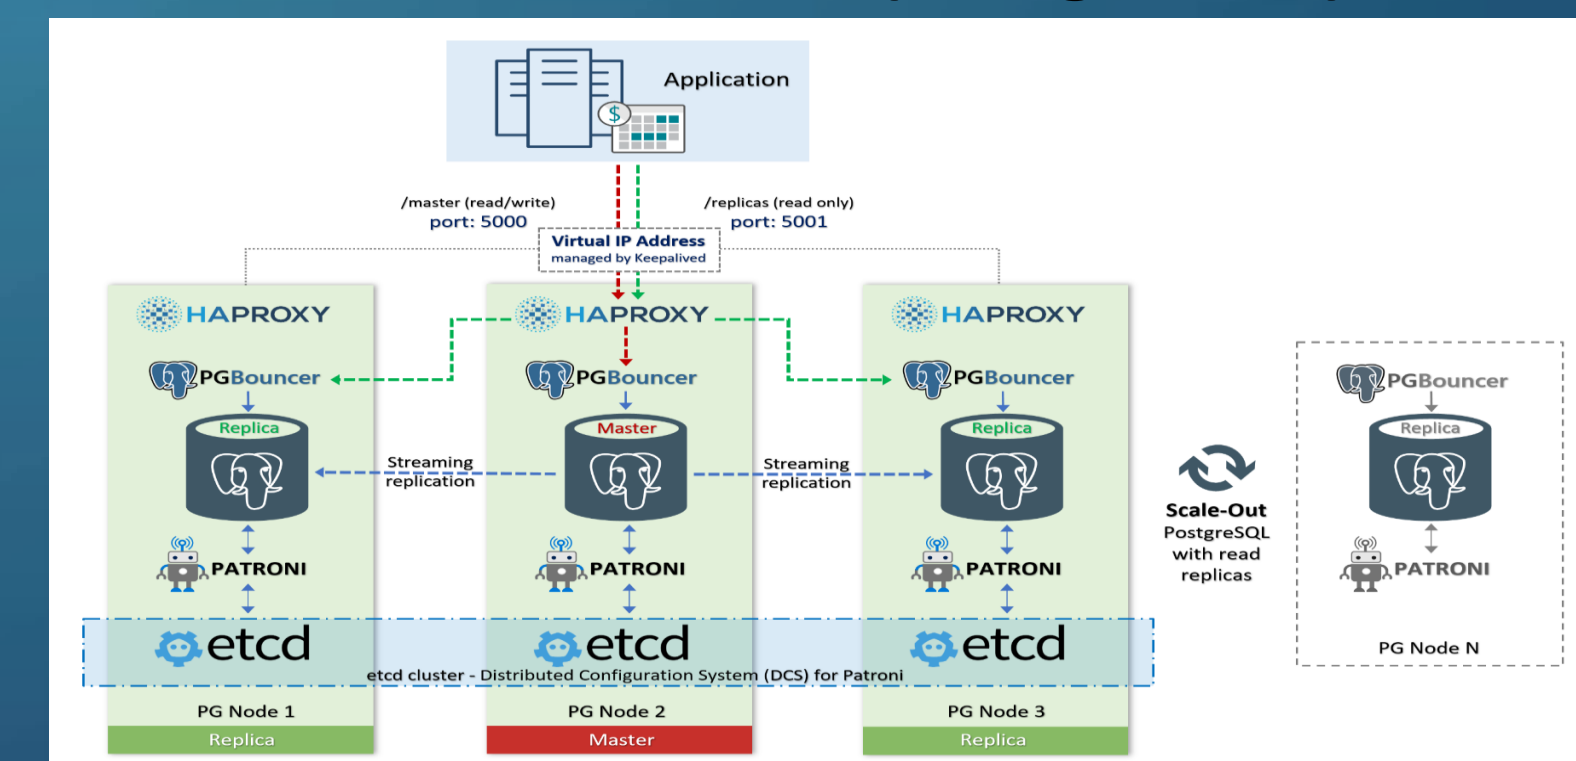 Application
/master (read/write)
port: 5000
/replicas (read only)
port: 5001
Virtual IP Address
managed by Keepalived
HAPROXY
HAPROXY
HAPROXY
PGBouncer
PGBouncer
PGBouncer
PGBouncer
Replica
Master
Replica
Replica
Streaming
replication
Streaming
replication
Scale-Out
PostgreSQL
with read
replicas
PATRONI
PATRONI
PATRONI
PATRONI
etcd
etcd
etcd
etcd cluster - Distributed Configuration System (DCS) for Patroni
PG Node N
PG Node 1
PG Node 2
PG Node 3
Replica
Master
Replica